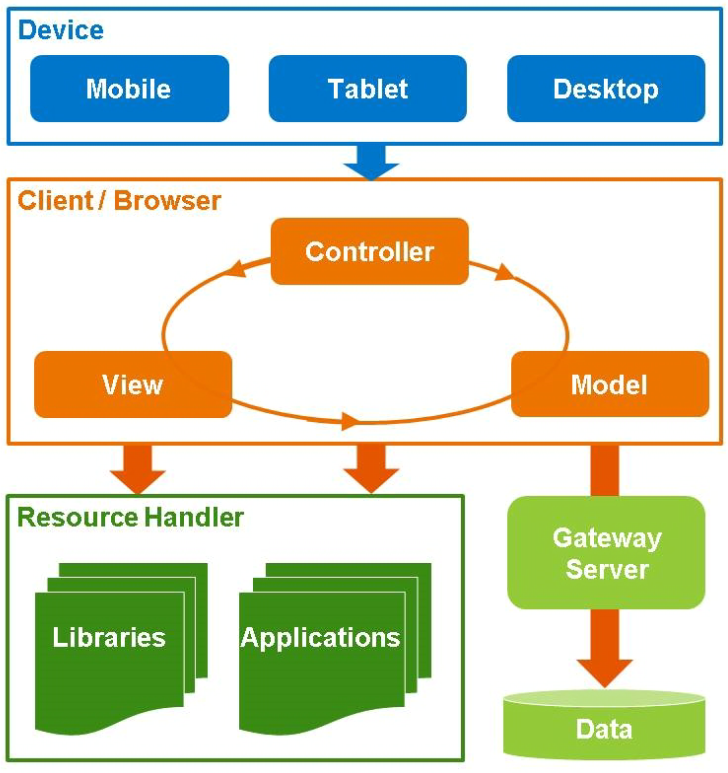 Device
Mobile
Tablet
Desktop
Client / Browser
Controller
View
Model
Resource Handler
Libraries
Applications
Gateway
Server
Data